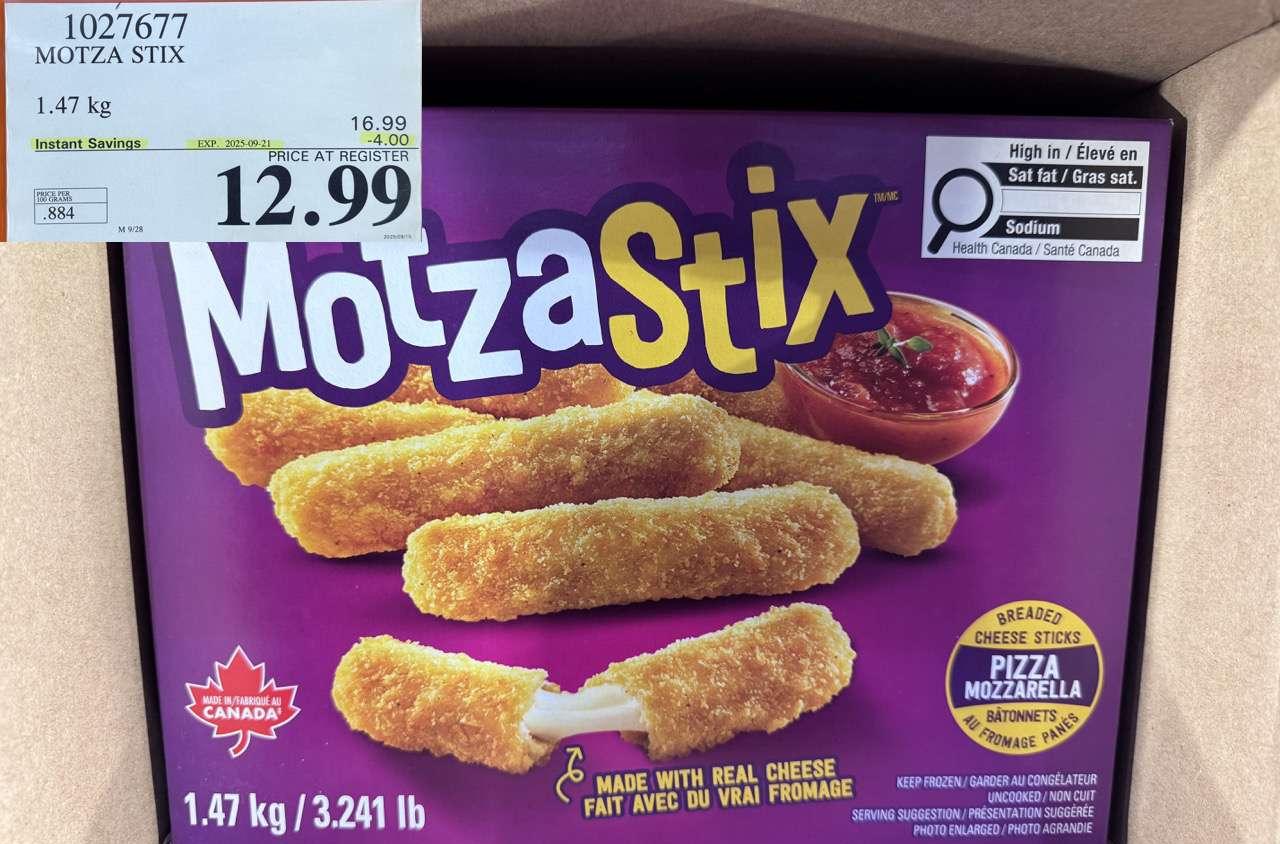 1027677
MOTZA STIX
1.47 kg
16.99
Instant Savings EXP. 2025-09-21 -4.00
PRICE AT REGISTER
12.99
PRICE PER
100 GRAMS
.884
M 9/28
MotzaStix TM/MC
High in / Élevé en
Sat fat / Gras sat.
Sodium
Health Canada / Santé Canada
MADE IN/FABRIQUÉ AU
CANADA‡
BREADED
CHEESE STICKS
PIZZA
MOZZARELLA
BÂTONNETS
AU FROMAGE PANÉS
MADE WITH REAL CHEESE
FAIT AVEC DU VRAI FROMAGE
1.47 kg / 3.241 lb
KEEP FROZEN / GARDER AU CONGÉLATEUR
UNCOOKED / NON CUIT
SERVING SUGGESTION / PRÉSENTATION SUGGÉRÉE
PHOTO ENLARGED / PHOTO AGRANDIE